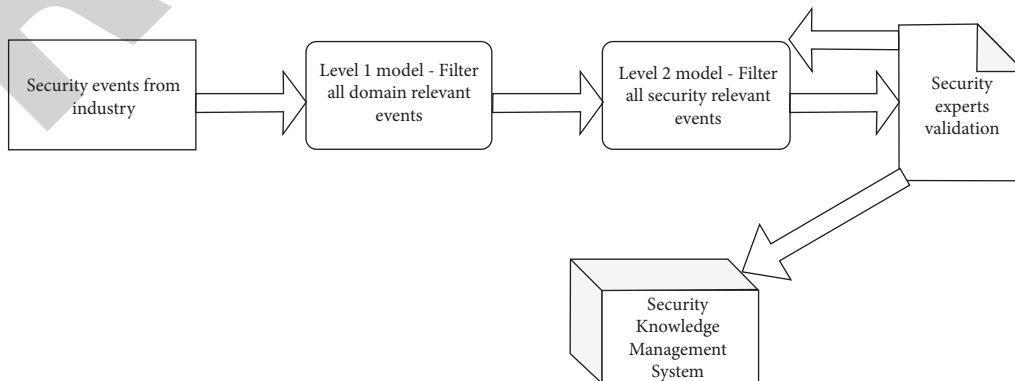 Security events from
industry
Level 1 model - Filter
all domain relevant
events
Level 2 model - Filter
all security relevant
events
Security
experts
validation
Security
Knowledge
Management
System